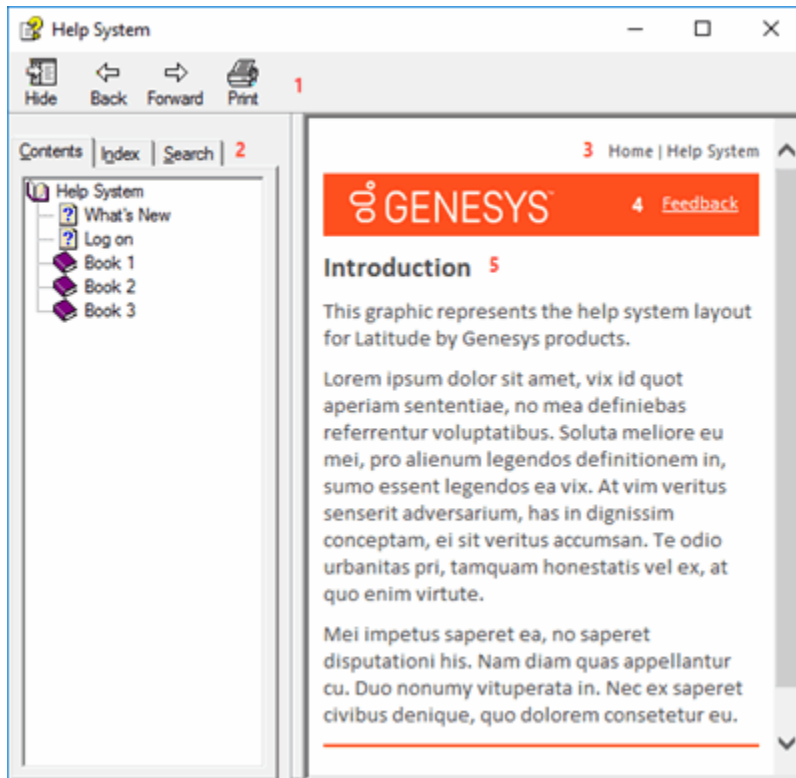 Help System
Hide Back Forward Print 1
Contents Index Search 2
Help System
What's New
Log on
Book 1
Book 2
Book 3
3 Home | Help System
GENESYS™ 4 Feedback
Introduction 5
This graphic represents the help system layout
for Latitude by Genesys products.
Lorem ipsum dolor sit amet, vix id quot
aperiam sententiae, no mea definiebas
referrentur voluptatibus. Soluta meliore eu
mei, pro alienum legendos definitionem in,
sumo essent legendos ea vix. At vim veritus
senserit adversarium, has in dignissim
conceptam, ei sit veritus accumsan. Te odio
urbanitas pri, tamquam honestatis vel ex, at
quo enim virtute.
Mei impetus saperet ea, no saperet
disputationi his. Nam diam quas appellantur
cu. Duo nonumy vituperata in. Nec ex saperet
civibus denique, quo dolorem consetetur eu.